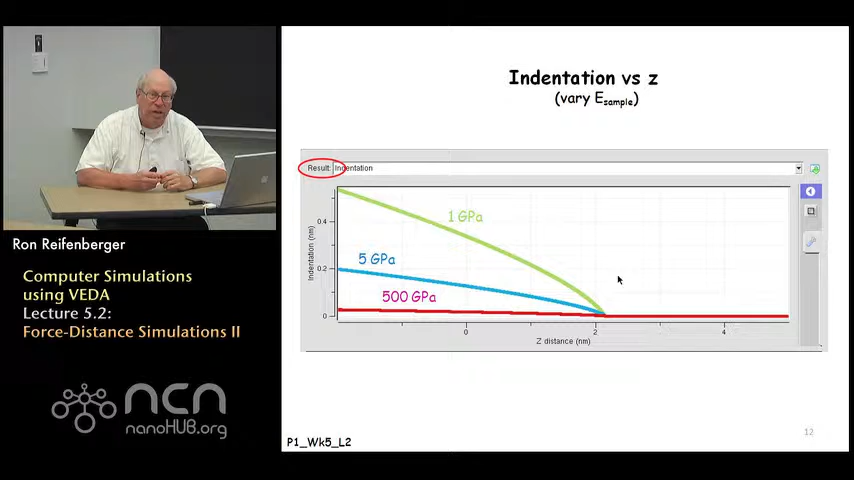 Indentation vs z
(vary Esample)
Result: Indentation
Indentation (nm)
0.4
0.2
0
1 GPa
5 GPa
500 GPa
0
2
4
Z distance (nm)
12
P1_Wk5_L2
Ron Reifenberger
Computer Simulations
using VEDA
Lecture 5.2:
Force-Distance Simulations II
ncn
nanoHUB.org